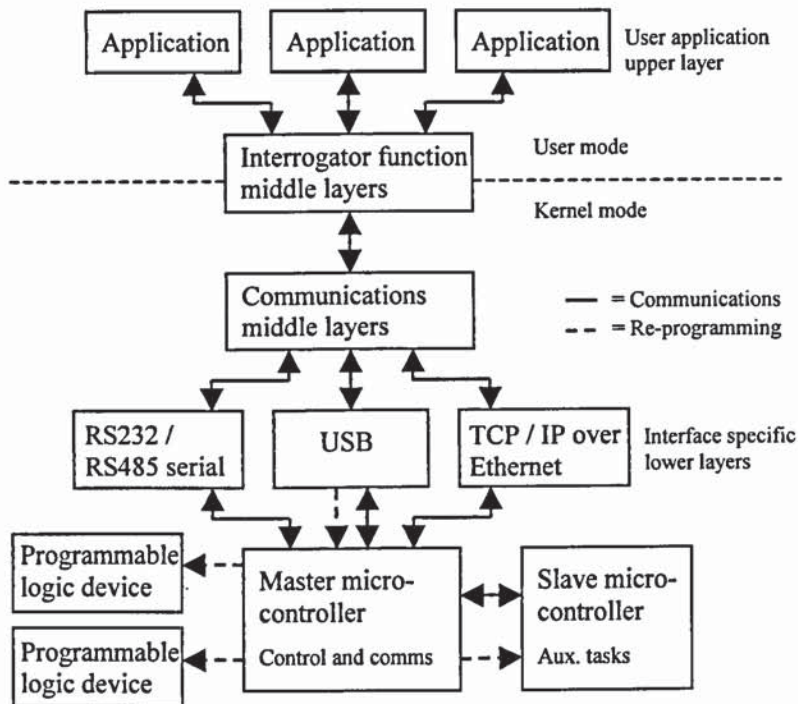 Application
Application
Application
User application
upper layer
Interrogator function
middle layers
User mode
Kernel mode
Communications
middle layers
= Communications
= Re-programming
RS232 /
RS485 serial
USB
TCP / IP over
Ethernet
Interface specific
lower layers
Programmable
logic device
Master micro-
controller
Control and comms
Slave micro-
controller
Aux. tasks
Programmable
logic device